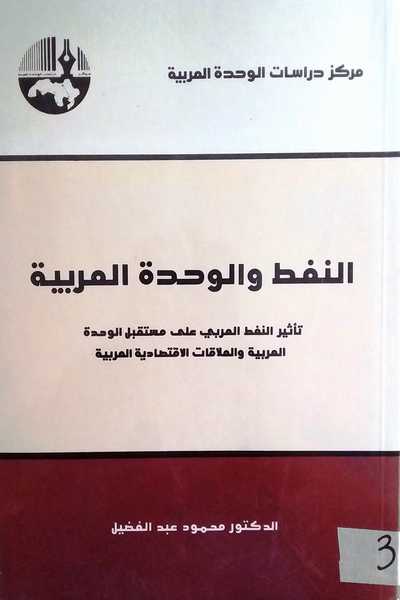 مركز دراسات الوحدة العربية
النفط والوحدة العربية
تأثير النفط العربي على مستقبل الوحدة
العربية والعلاقات الاقتصادية العربية
الدكتور محمود عبد الفضيل
3